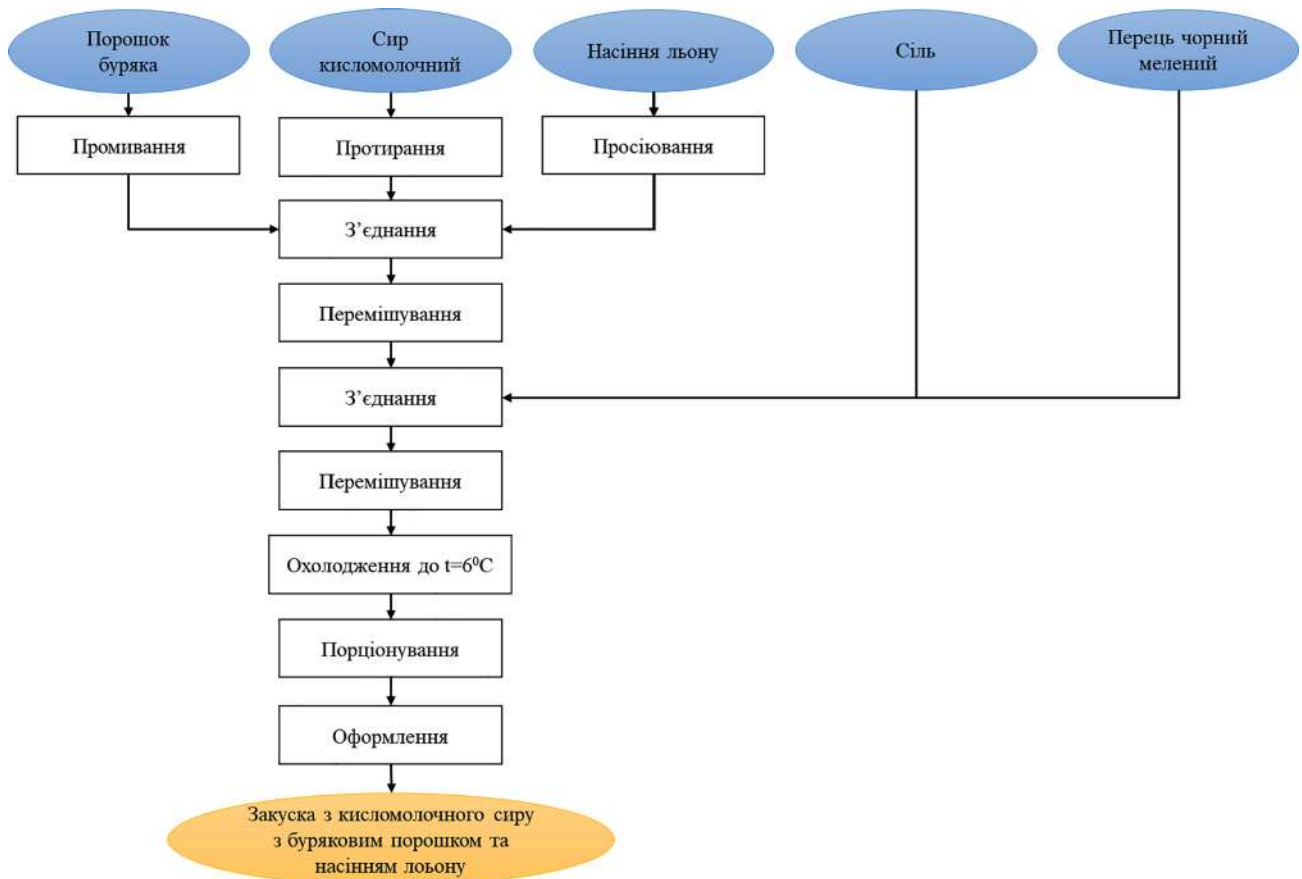 Порошок
буряка
Сир
кисломолочний
Насіння льону
Сіль
Перець чорний
мелений
Промивання
Протирання
Просіювання
З’єднання
Перемішування
З’єднання
Перемішування
Охолодження до t=6⁰С
Порціонування
Оформлення
Закуска з кисломолочного сиру
з буряковим порошком та
насінням лоьону